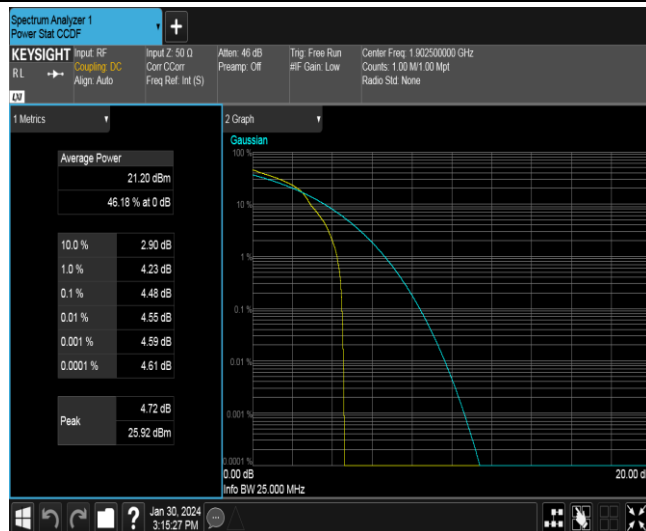 Spectrum Analyzer 1
Power Stat CCDF
+
KEYSIGHT
RL
LXI
Input: RF
Coupling: DC
Align: Auto
Input Z: 50 Ω
Corr CCorr
Freq Ref: Int (S)
Atten: 46 dB
Preamp: Off
Trig: Free Run
#IF Gain: Low
Center Freq: 1.902500000 GHz
Counts: 1.00 M/1.00 Mpt
Radio Std: None
1 Metrics
Average Power
21.20 dBm
46.18 % at 0 dB
10.0 % 2.90 dB
1.0 % 4.23 dB
0.1 % 4.48 dB
0.01 % 4.55 dB
0.001 % 4.59 dB
0.0001 % 4.61 dB
Peak
4.72 dB
25.92 dBm
2 Graph
Gaussian
100 %
10 %
1 %
0.1 %
0.01 %
0.001 %
0.0001 %
0.00 dB
20.00 d
Info BW 25.000 MHz
?
Jan 30, 2024
3:15:27 PM